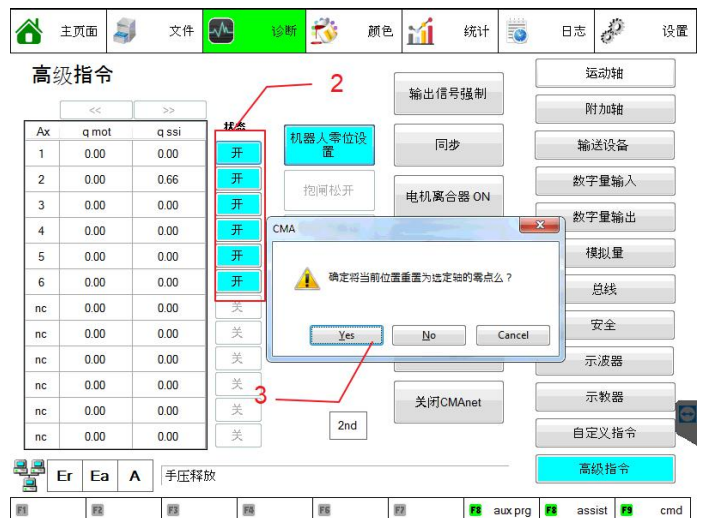 主页面
文件
诊断
颜色
统计
日志
设置
高级指令
2
<<
>>
Ax q mot q ssi 状态
1 0.00 0.00 开
2 0.00 0.66 开
3 0.00 0.00 开
4 0.00 0.00 开
5 0.00 0.00 开
6 0.00 0.00 开
nc 0.00 0.00 关
nc 0.00 0.00 关
nc 0.00 0.00 关
nc 0.00 0.00 关
nc 0.00 0.00 关
nc 0.00 0.00 关
机器人零位设
置
抱闸松开
2nd
输出信号强制
同步
电机离合器 ON
关闭CMAnet
CMA
确定将当前位置重置为选定轴的零点么？
Yes
No
Cancel
3
运动轴
附加轴
输送设备
数字量输入
数字量输出
模拟量
总线
安全
示波器
示教器
自定义指令
高级指令
Er Ea A 手压释放
F1 F2 F3 F4 F6 F7 F8 aux prg F8 assist F9 cmd